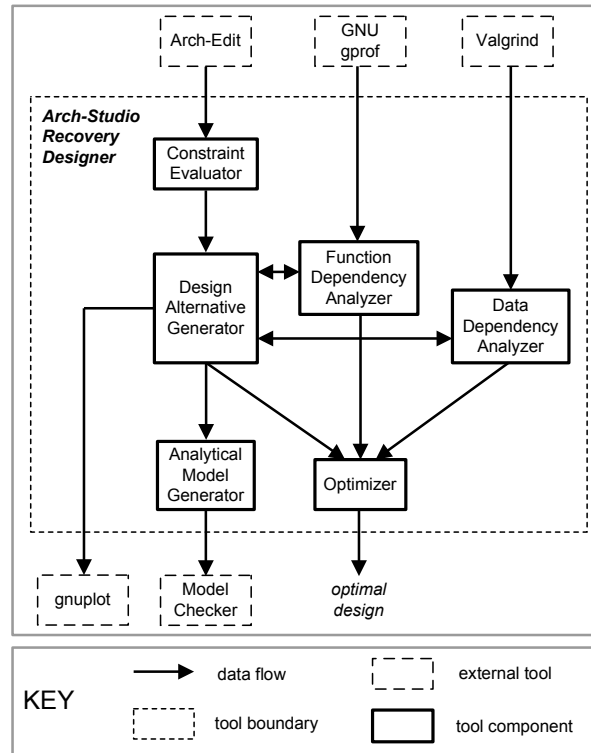 Arch-Edit
GNU
gprof
Valgrind
Arch-Studio
Recovery
Designer
Constraint
Evaluator
Design
Alternative
Generator
Function
Dependency
Analyzer
Data
Dependency
Analyzer
Analytical
Model
Generator
Optimizer
gnuplot
Model
Checker
optimal
design
KEY
data flow
external tool
tool boundary
tool component